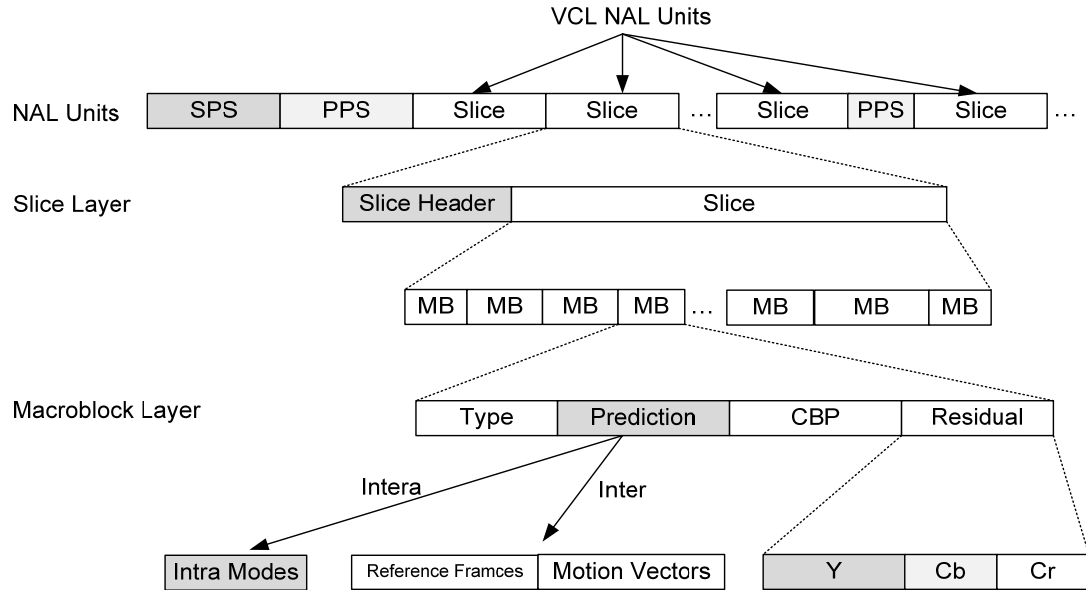 VCL NAL Units
NAL Units SPS PPS Slice Slice ... Slice PPS Slice ...
Slice Layer Slice Header Slice
MB MB MB MB ... MB MB MB
Macroblock Layer Type Prediction CBP Residual
Intera Inter
Intra Modes Reference Framces Motion Vectors Y Cb Cr